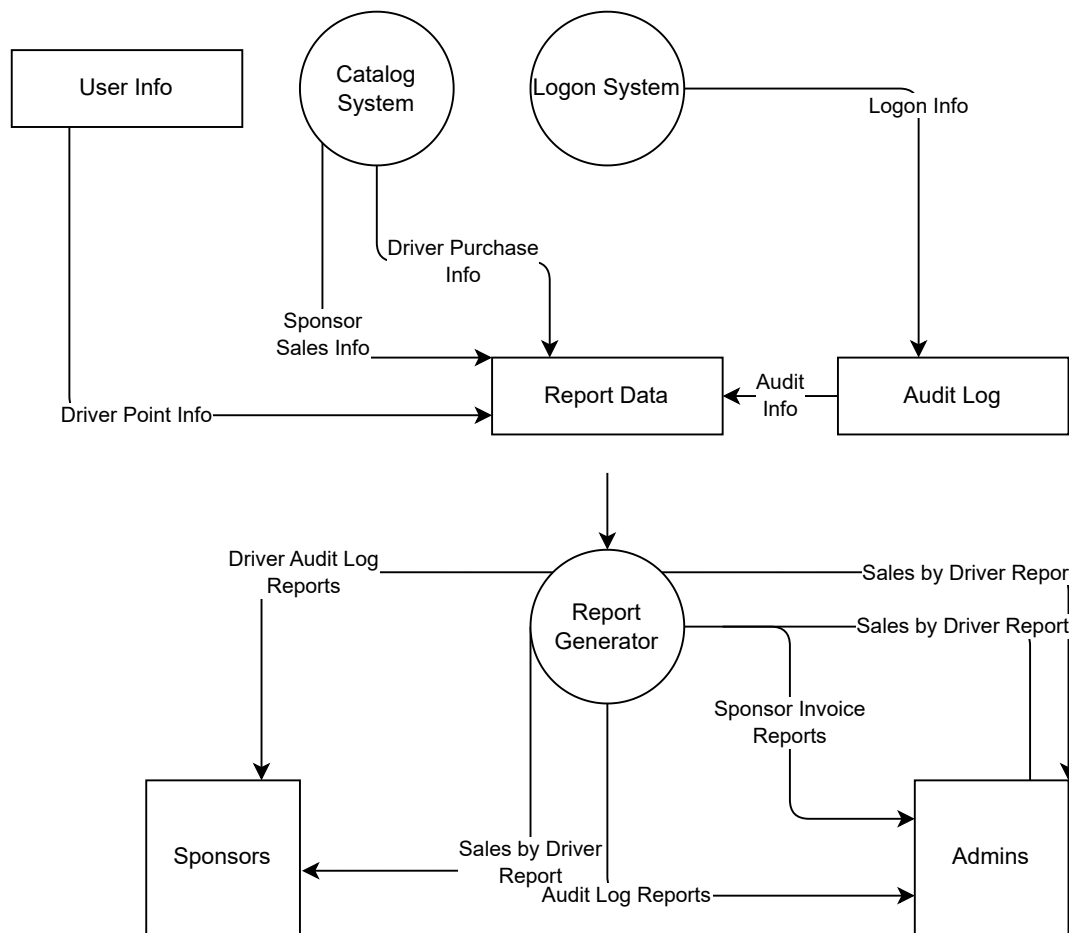 User Info
Catalog
System
Logon System
Logon Info
Driver Purchase
Info
Sponsor
Sales Info
Report Data
Audit
Info
Audit Log
Driver Point Info
Driver Audit Log
Reports
Sales by Driver Repor
Report
Generator
Sales by Driver Report
Sponsor Invoice
Reports
Sponsors
Sales by Driver
Report
Admins
Audit Log Reports